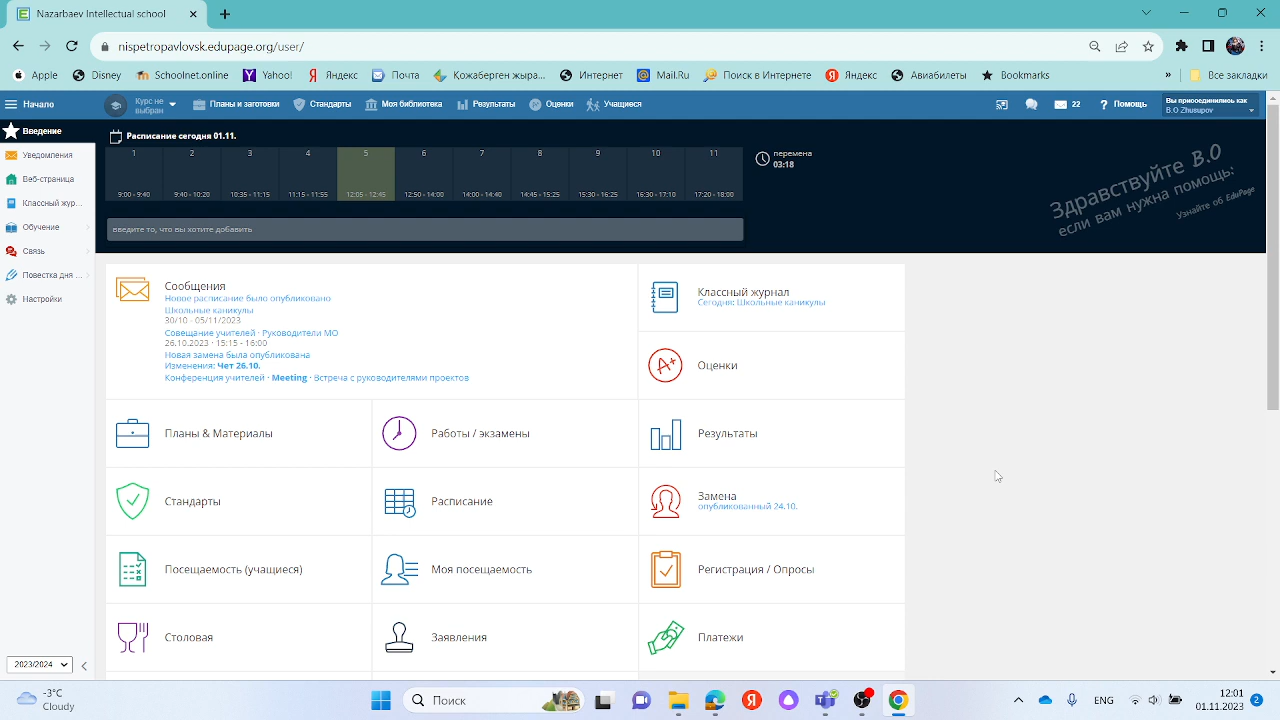 Nazarbaev Intellectual school
nispetropavlovsk.edupage.org/user/
Apple Disney Schoolnet.online Yahoo! Яндекс Почта Кожаберген жыра... Интернет @Mail.Ru Поиск в Интернете Яндекс Авиабилеты Bookmarks » Все закладки
Начало Курс не выбран Планы и заготовки Стандарты Моя библиотека Результаты Оценки Учащиеся 22 ? Помощь Вы присоединились как
B.O Zhusupov
Введение
Уведомления
Веб-страница
Классный жур...
Обучение
Связь
Повестка дня ...
Настройки
2023/2024
Расписание сегодня 01.11.
1 2 3 4 5 6 7 8 9 10 11
9:00 - 9:40 9:40 - 10:20 10:35 - 11:15 11:15 - 11:55 12:05 - 12:45 12:50 - 14:00 14:00 - 14:40 14:45 - 15:25 15:30 - 16:25 16:30 - 17:10 17:20 - 18:00
перемена
03:18
введите то, что вы хотите добавить
Здравствуйте B.O
если вам нужна помощь:
Узнайте об EduPage
Сообщения
Новое расписание было опубликовано
Школьные каникулы
30/10 - 05/11/2023
Совещание учителей · Руководители МО
26.10.2023 · 15:15 - 16:00
Новая замена была опубликована
Изменения: Чет 26.10.
Конференция учителей · Meeting · Встреча с руководителями проектов
Классный журнал
Сегодня: Школьные каникулы
A+ Оценки
Планы & Материалы
Работы / экзамены
Результаты
Стандарты
Расписание
Замена
опубликованный 24.10.
Посещаемость (учащиеся)
Моя посещаемость
Регистрация / Опросы
Столовая
Заявления
Платежи
-3°C
Cloudy
Поиск
ENG
12:01
01.11.2023
2